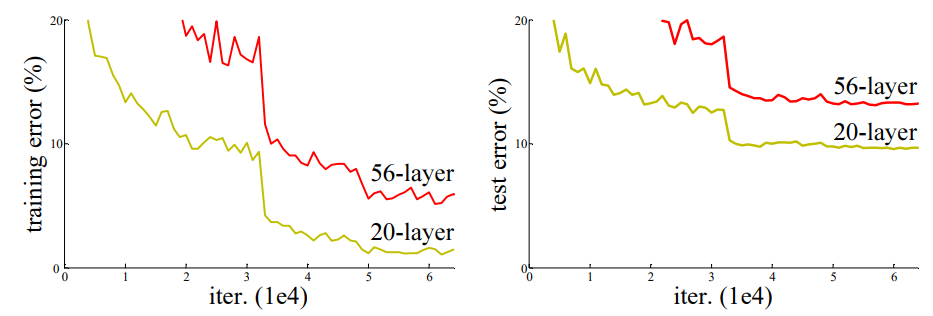 20
10
0
0 1 2 3 4 5 6
training error (%)
iter. (1e4)
56-layer
20-layer
20
10
0
0 1 2 3 4 5 6
test error (%)
iter. (1e4)
56-layer
20-layer